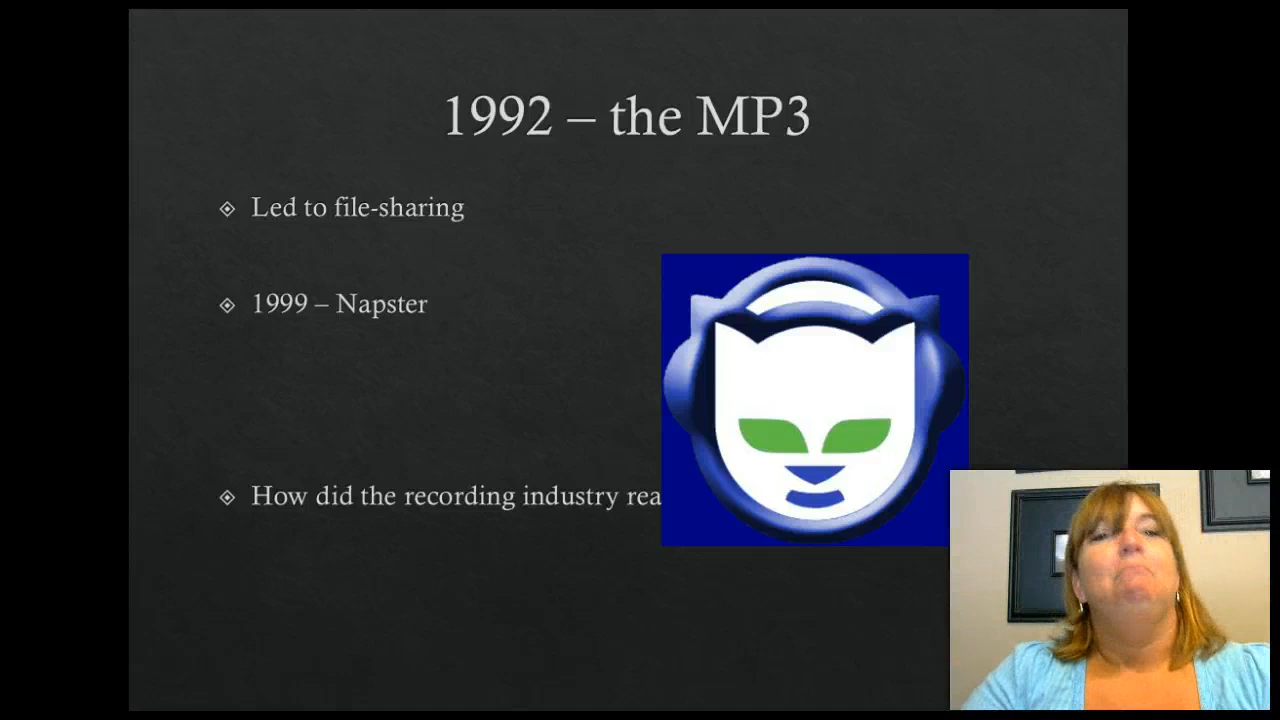 1992 – the MP3
Led to file-sharing
1999 – Napster
How did the recording industry rea